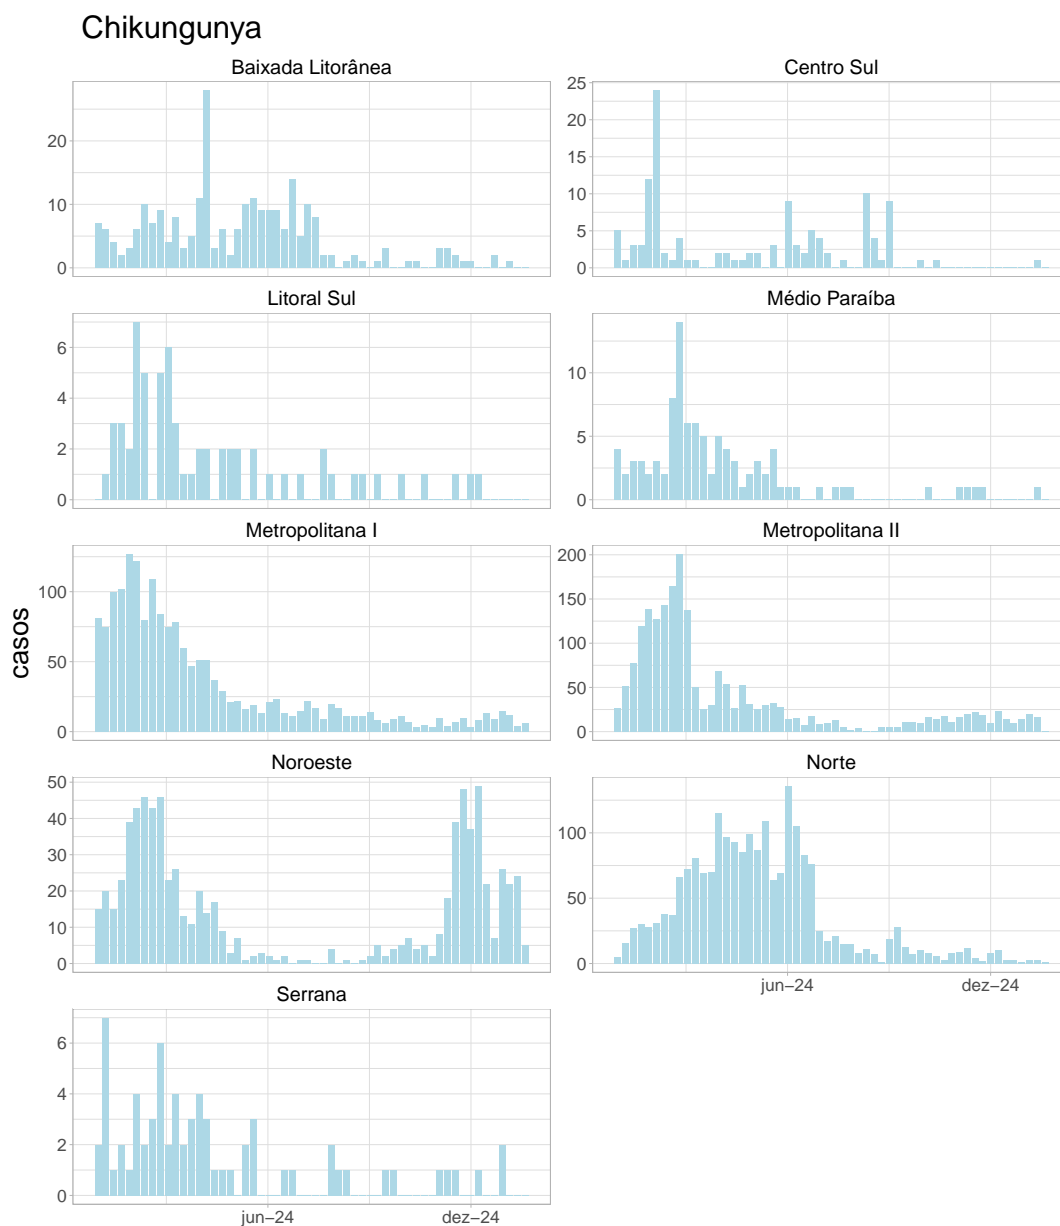 Chikungunya
Baixada Litorânea
Centro Sul
20
10
0
25
20
15
10
5
0
Litoral Sul
Médio Paraíba
6
4
2
0
10
5
0
Metropolitana I
Metropolitana II
casos
100
50
0
200
150
100
50
0
Noroeste
Norte
50
40
30
20
10
0
100
50
0
jun−24
dez−24
Serrana
6
4
2
0
jun−24
dez−24